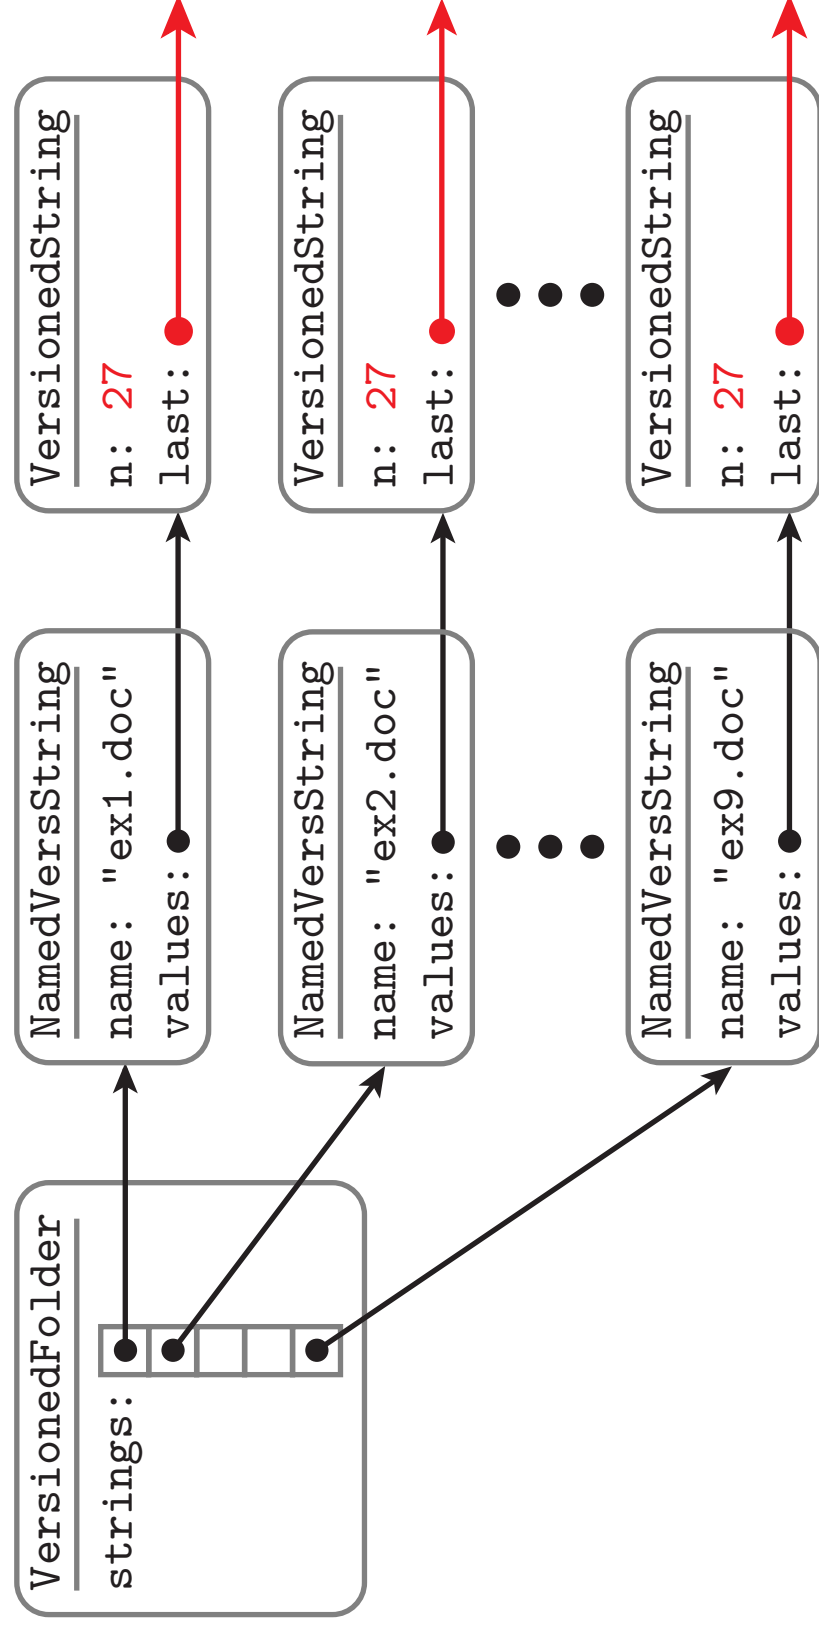 VersionedFolder
strings:
NamedVersString
name: "ex1.doc"
values:
VersionedString
n: 27
last:
NamedVersString
name: "ex2.doc"
values:
VersionedString
n: 27
last:
NamedVersString
name: "ex9.doc"
values:
VersionedString
n: 27
last: